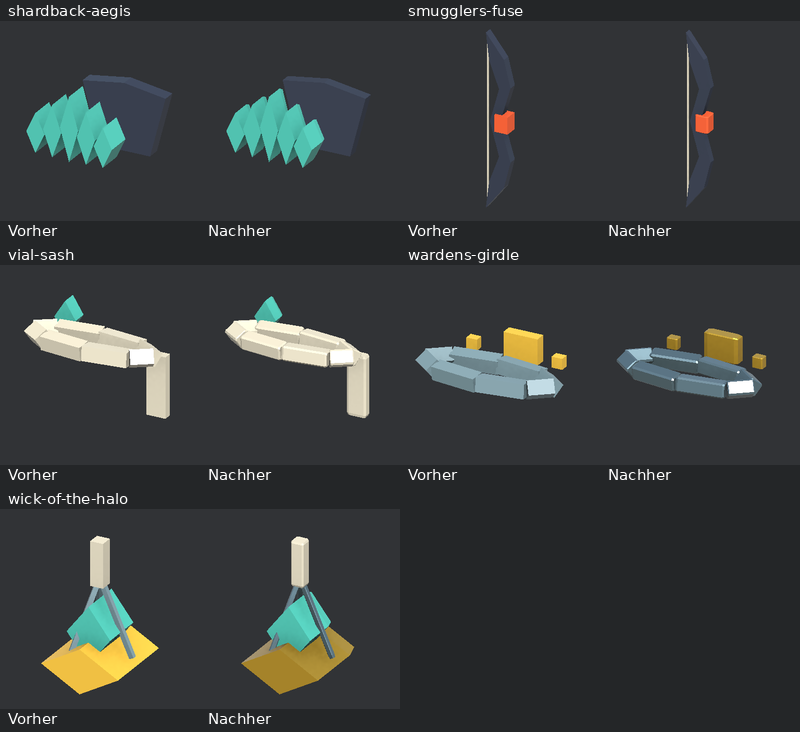 shardback-aegis
smugglers-fuse
Vorher
Nachher
Vorher
Nachher
vial-sash
wardens-girdle
Vorher
Nachher
Vorher
Nachher
wick-of-the-halo
Vorher
Nachher